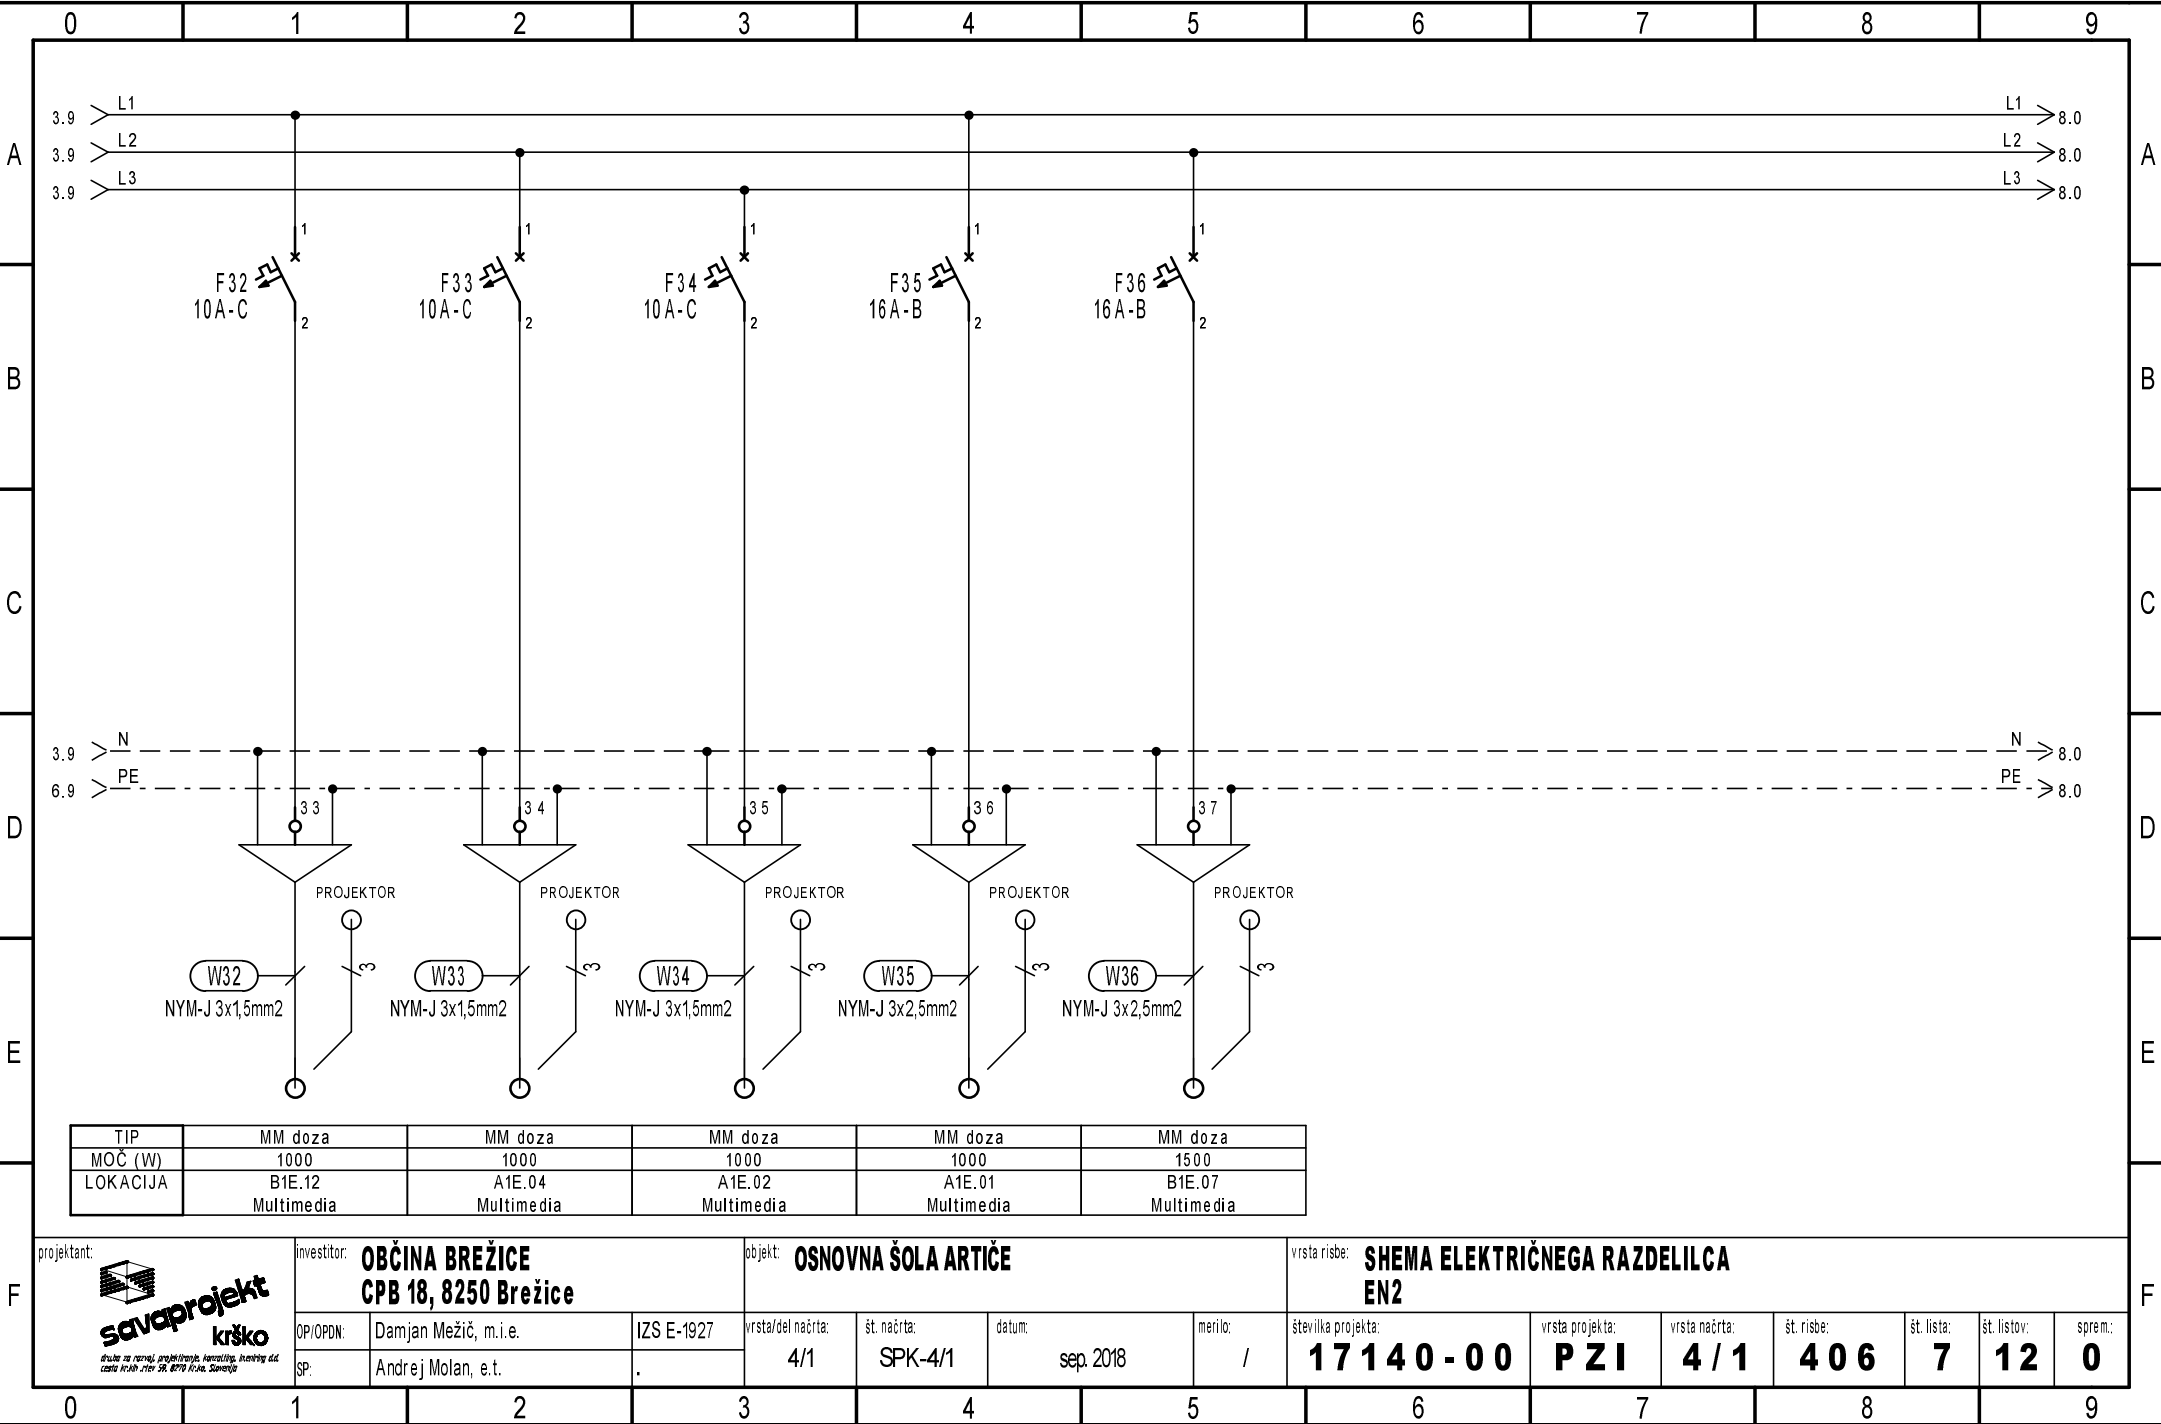 0 1 2 3 4 5 6 7 8 9
3.9 L1 L1 8.0
A 3.9 L2 L2 8.0 A
3.9 L3 L3 8.0
1 1 1 1 1
F32 F33 F34 F35 F36
10A-C 10A-C 10A-C 16A-B 16A-B
2 2 2 2 2
B B
C C
3.9 N N 8.0
6.9 PE PE 8.0
33 34 35 36 37
D D
PROJEKTOR PROJEKTOR PROJEKTOR PROJEKTOR PROJEKTOR
W32 3 W33 3 W34 3 W35 3 W36 3
NYM-J 3x1,5mm2 NYM-J 3x1,5mm2 NYM-J 3x1,5mm2 NYM-J 3x2,5mm2 NYM-J 3x2,5mm2
E E
TIP MM doza MM doza MM doza MM doza MM doza
MOČ (W) 1000 1000 1000 1000 1500
LOKACIJA B1E.12 A1E.04 A1E.02 A1E.01 B1E.07
Multimedia Multimedia Multimedia Multimedia Multimedia
F F
projektant:
savaprojekt
krško
investitor: OBČINA BREŽICE
CPB 18, 8250 Brežice
objekt: OSNOVNA ŠOLA ARTIČE
vrsta risbe: SHEMA ELEKTRIČNEGA RAZDELILCA
EN2
OP/OPDN: Damjan Mežič, m.i.e. IZS E-1927
SP: Andrej Molan, e.t. .
vrsta/del načrta: 4/1
št. načrta: SPK-4/1
datum: sep. 2018
merilo: /
številka projekta: 17140-00
vrsta projekta: PZI
vrsta načrta: 4/1
št. risbe: 406
št. lista: 7
št. listov: 12
sprem.: 0
0 1 2 3 4 5 6 7 8 9